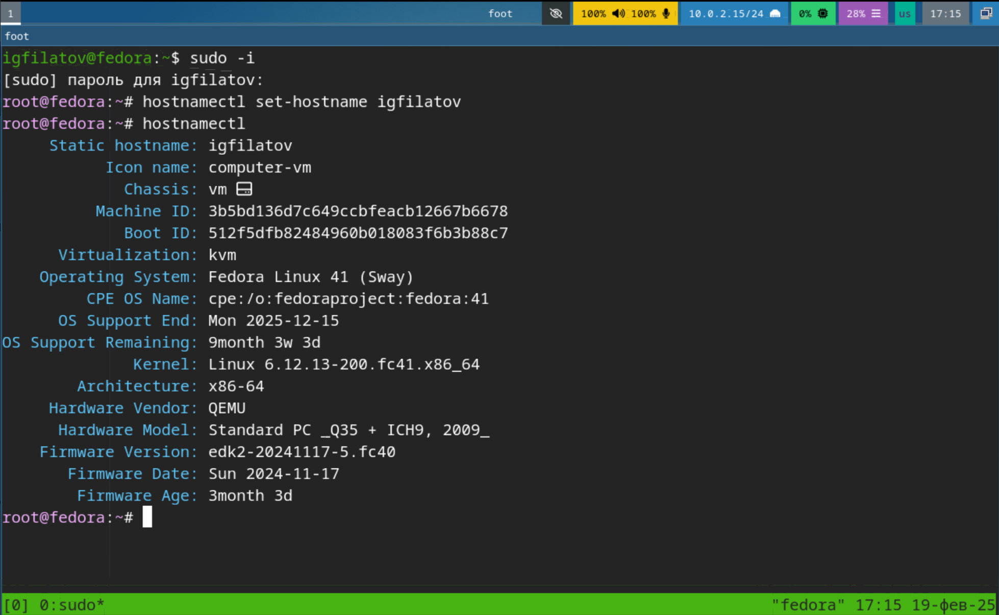 1 foot 100% 100% 10.0.2.15/24 0% 28% us 17:15
foot
igfilatov@fedora:~$ sudo -i
[sudo] пароль для igfilatov:
root@fedora:~# hostnamectl set-hostname igfilatov
root@fedora:~# hostnamectl
Static hostname: igfilatov
Icon name: computer-vm
Chassis: vm
Machine ID: 3b5bd136d7c649ccbfeacb12667b6678
Boot ID: 512f5dfb82484960b018083f6b3b88c7
Virtualization: kvm
Operating System: Fedora Linux 41 (Sway)
CPE OS Name: cpe:/o:fedoraproject:fedora:41
OS Support End: Mon 2025-12-15
OS Support Remaining: 9month 3w 3d
Kernel: Linux 6.12.13-200.fc41.x86_64
Architecture: x86-64
Hardware Vendor: QEMU
Hardware Model: Standard PC _Q35 + ICH9, 2009_
Firmware Version: edk2-20241117-5.fc40
Firmware Date: Sun 2024-11-17
Firmware Age: 3month 3d
root@fedora:~#
[0] 0:sudo* "fedora" 17:15 19-фев-25